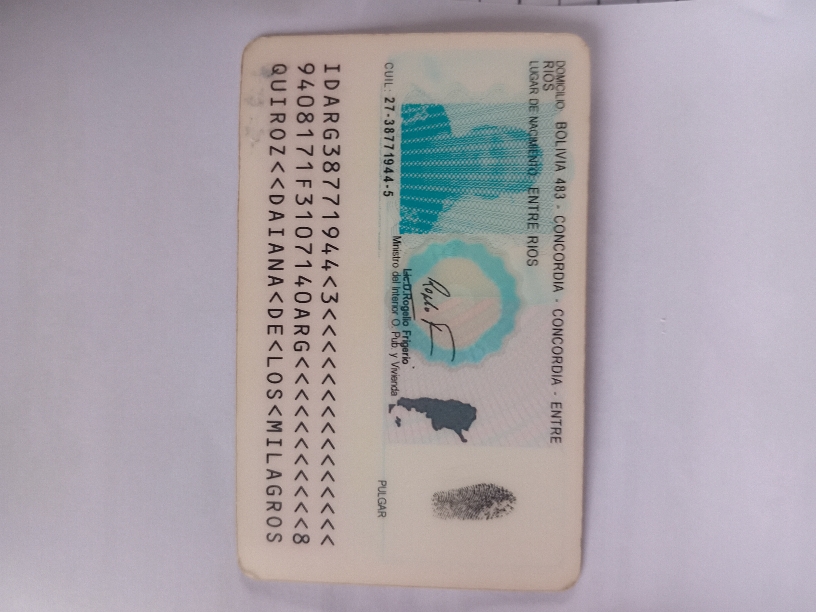 DOMICILIO: BOLIVIA 483 - CONCORDIA - CONCORDIA - ENTRE
RIOS
LUGAR DE NACIMIENTO: ENTRE RIOS
CUIL: 27-38771944-5
Lic. Rogelio Frigerio
Ministro del Interior O. Pub. y Vivienda
PULGAR
IDARG38771944<3<<<<<<<<<<<<<<<
9408171F3107140ARG<<<<<<<<<<<8
QUIROZ<<DAIANA<DE<LOS<MILAGROS